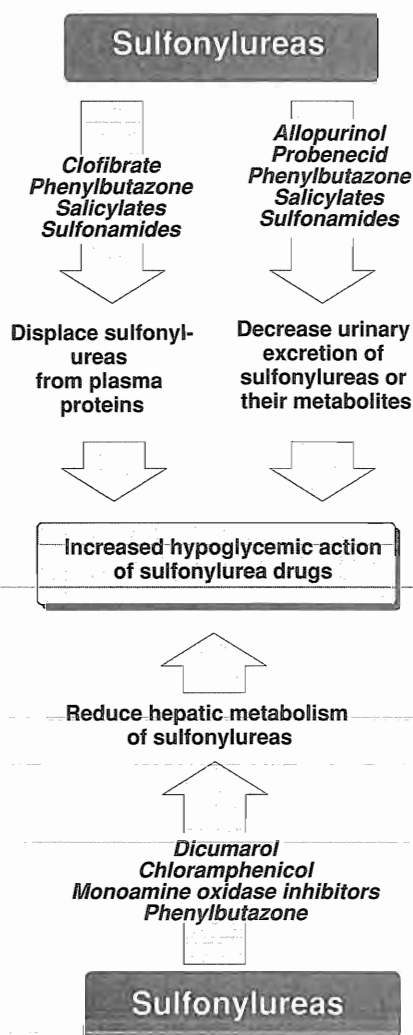 Sulfonylureas
Clofibrate
Phenylbutazone
Salicylates
Sulfonamides
Allopurinol
Probenecid
Phenylbutazone
Salicylates
Sulfonamides
Displace sulfonyl-
ureas
from plasma
proteins
Decrease urinary
excretion of
sulfonylureas or
their metabolites
Increased hypoglycemic action
of sulfonylurea drugs
Reduce hepatic metabolism
of sulfonylureas
Dicumarol
Chloramphenicol
Monoamine oxidase inhibitors
Phenylbutazone
Sulfonylureas